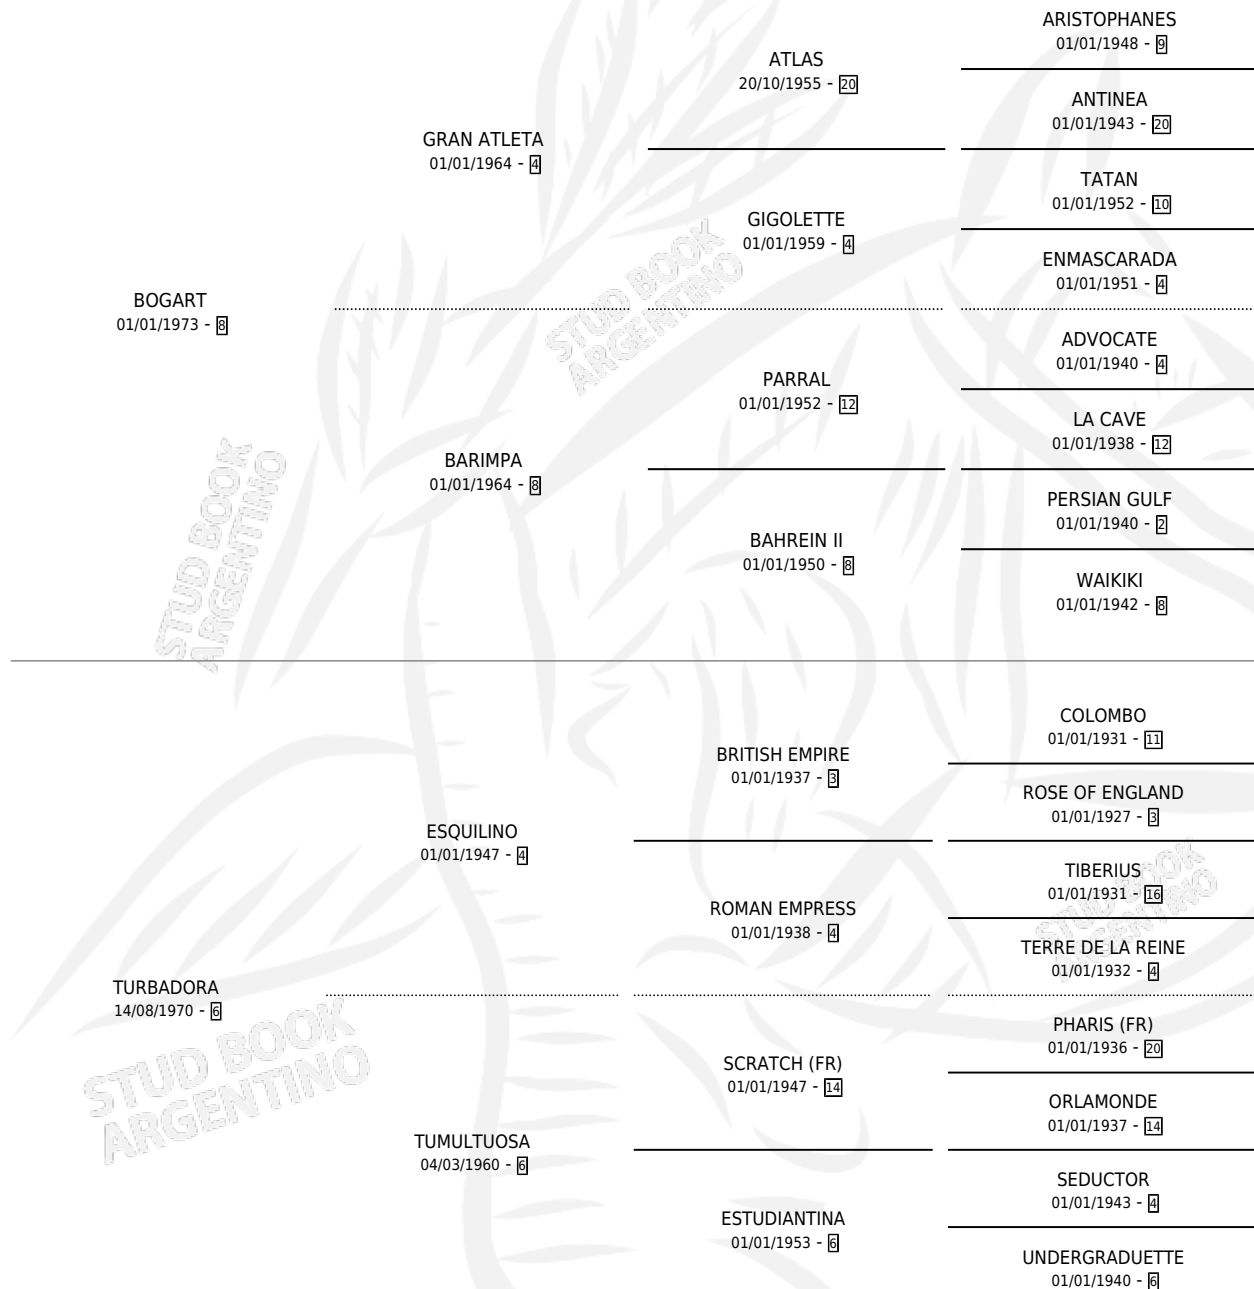 ARISTOPHANES
01/01/1948 - 9
ATLAS
20/10/1955 - 20
ANTINEA
01/01/1943 - 20
GRAN ATLETA
01/01/1964 - 4
TATAN
01/01/1952 - 10
GIGOLETTE
01/01/1959 - 4
ENMASCARADA
01/01/1951 - 4
BOGART
01/01/1973 - 8
ADVOCATE
01/01/1940 - 4
PARRAL
01/01/1952 - 12
LA CAVE
01/01/1938 - 12
BARIMPA
01/01/1964 - 8
PERSIAN GULF
01/01/1940 - 2
BAHREIN II
01/01/1950 - 8
WAIKIKI
01/01/1942 - 8
COLOMBO
01/01/1931 - 11
BRITISH EMPIRE
01/01/1937 - 3
ROSE OF ENGLAND
01/01/1927 - 3
ESQUILINO
01/01/1947 - 4
TIBERIUS
01/01/1931 - 16
ROMAN EMPRESS
01/01/1938 - 4
TERRE DE LA REINE
01/01/1932 - 4
TURBADORA
14/08/1970 - 6
PHARIS (FR)
01/01/1936 - 20
SCRATCH (FR)
01/01/1947 - 14
ORLAMONDE
01/01/1937 - 14
TUMULTUOSA
04/03/1960 - 6
SEDUCTOR
01/01/1943 - 4
ESTUDIANTINA
01/01/1953 - 6
UNDERGRADUETTE
01/01/1940 - 6
STUD BOOK
ARGENTINO
STUD BOOK
ARGENTINO
STUD BOOK
ARGENTINO
STUD BOOK
ARGENTINO